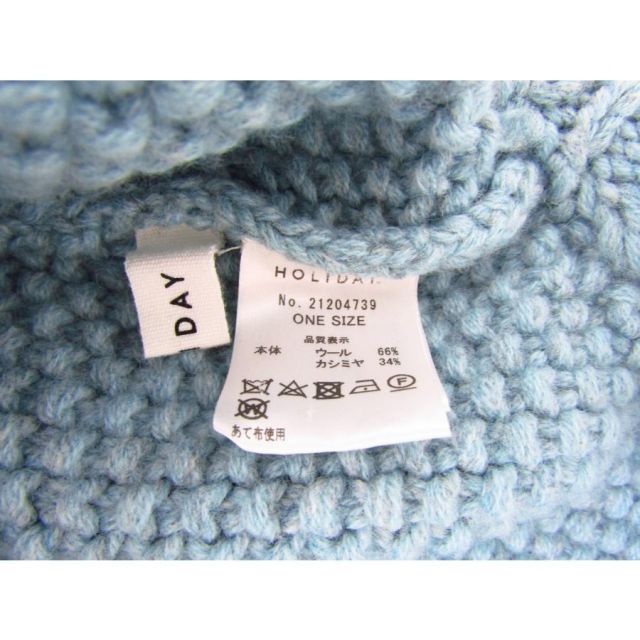 DAY
HOLIDAY
No. 21204739
ONE SIZE
品質表示
本体 ウール 66%
カシミヤ 34%
F
W
あて布使用